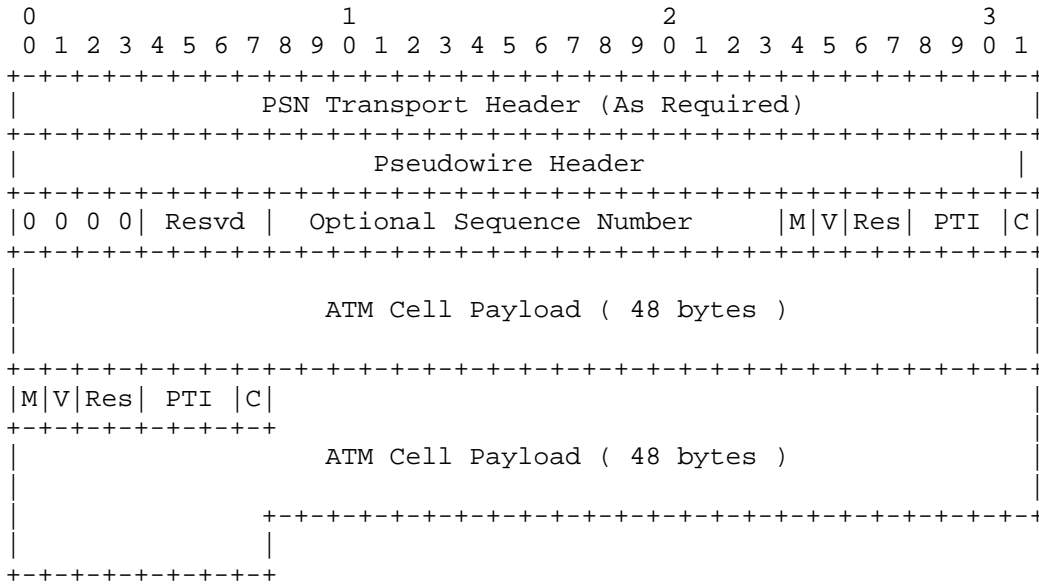 0                   1                   2                   3
 0 1 2 3 4 5 6 7 8 9 0 1 2 3 4 5 6 7 8 9 0 1 2 3 4 5 6 7 8 9 0 1
+-+-+-+-+-+-+-+-+-+-+-+-+-+-+-+-+-+-+-+-+-+-+-+-+-+-+-+-+-+-+-+-+
|               PSN Transport Header (As Required)              |
+-+-+-+-+-+-+-+-+-+-+-+-+-+-+-+-+-+-+-+-+-+-+-+-+-+-+-+-+-+-+-+-+
|                      Pseudowire Header                       |
+-+-+-+-+-+-+-+-+-+-+-+-+-+-+-+-+-+-+-+-+-+-+-+-+-+-+-+-+-+-+-+-+
|0 0 0 0| Resvd |  Optional Sequence Number     |M|V|Res| PTI |C|
+-+-+-+-+-+-+-+-+-+-+-+-+-+-+-+-+-+-+-+-+-+-+-+-+-+-+-+-+-+-+-+-+
|                                                               |
|                   ATM Cell Payload ( 48 bytes )               |
|                                                               |
+-+-+-+-+-+-+-+-+-+-+-+-+-+-+-+-+-+-+-+-+-+-+-+-+-+-+-+-+-+-+-+-+
|M|V|Res| PTI |C|                                               |
+-+-+-+-+-+-+-+-+                                               |
|                   ATM Cell Payload ( 48 bytes )               |
|                                                               |
|               +-+-+-+-+-+-+-+-+-+-+-+-+-+-+-+-+-+-+-+-+-+-+-+-+
|               |
+-+-+-+-+-+-+-+-+